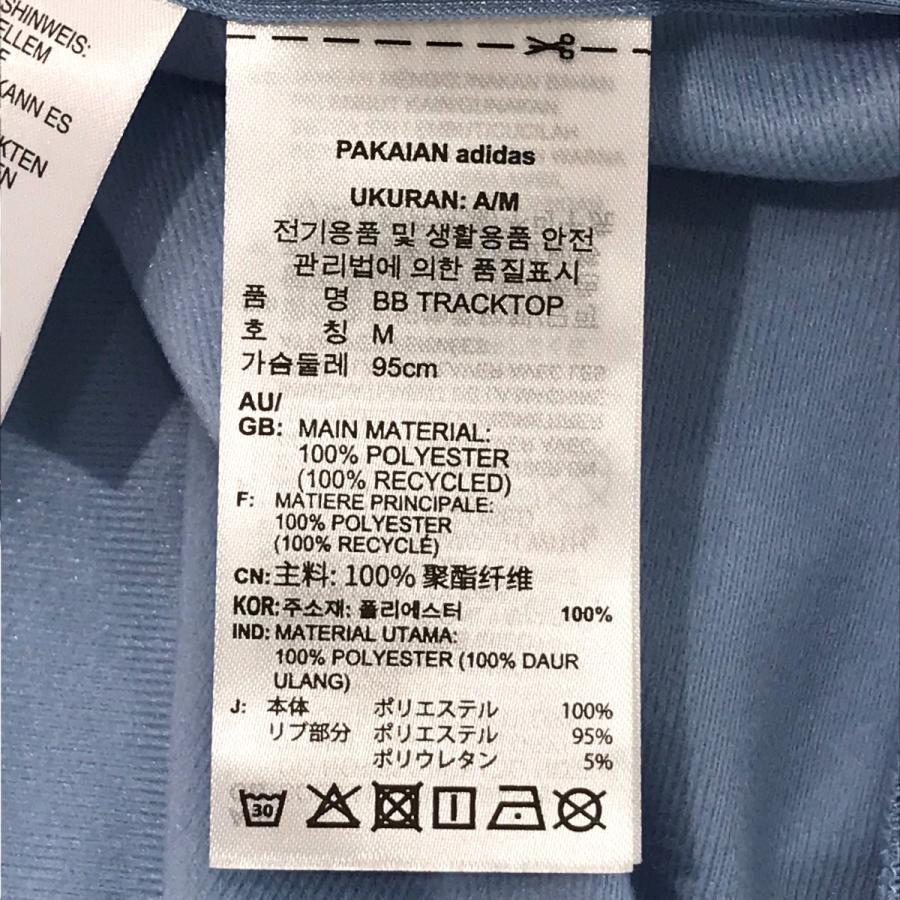 SHINWEIS:
KANN ES
PAKAIAN adidas
UKURAN: A/M
전기용품 및 생활용품 안전
관리법에 의한 품질표시
품 명 BB TRACKTOP
호 칭 M
가슴둘레 95cm
AU/
GB: MAIN MATERIAL:
100% POLYESTER
(100% RECYCLED)
F: MATIERE PRINCIPALE:
100% POLYESTER
(100% RECYCLÉ)
CN: 主料: 100% 聚酯纤维
KOR: 주소재: 폴리에스터 100%
IND: MATERIAL UTAMA:
100% POLYESTER (100% DAUR
ULANG)
J: 本体 ポリエステル 100%
リブ部分 ポリエステル 95%
ポリウレタン 5%
30